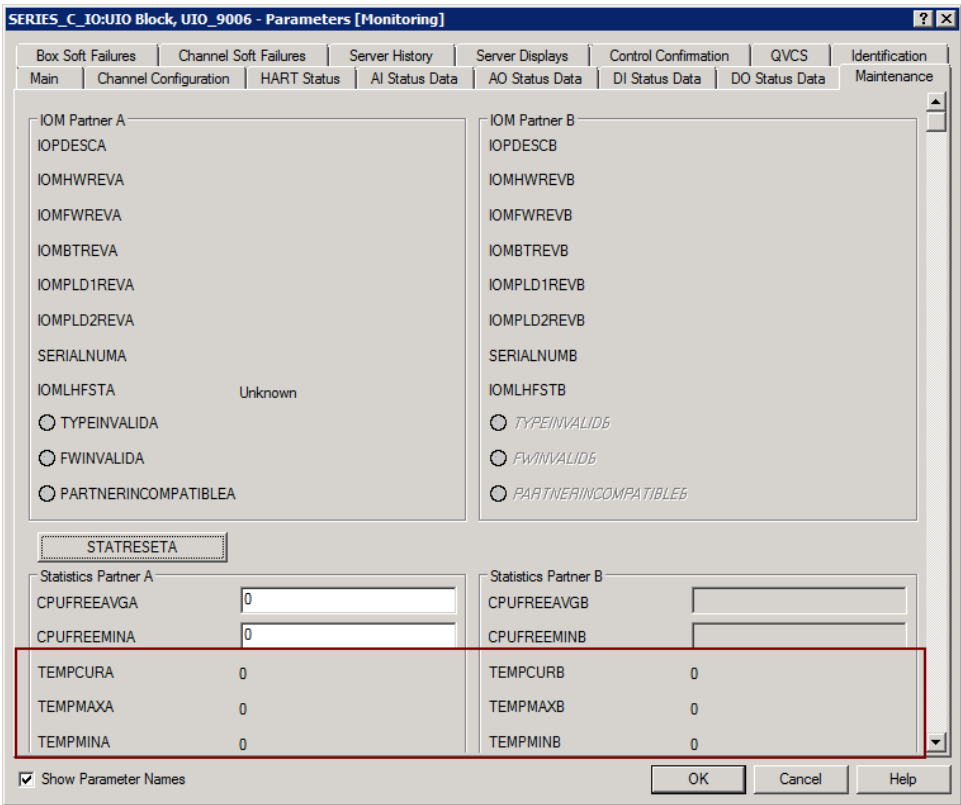 SERIES_C_IO:UIO Block, UIO_9006 - Parameters [Monitoring]
Box Soft Failures Channel Soft Failures Server History Server Displays Control Confirmation QVCS Identification
Main Channel Configuration HART Status AI Status Data AO Status Data DI Status Data DO Status Data Maintenance
IOM Partner A IOM Partner B
IOPDESCA IOPDESCB
IOMHWREVA IOMHWREVB
IOMFWREVA IOMFWREVB
IOMBTREVA IOMBTREVB
IOMPLD1REVA IOMPLD1REVB
IOMPLD2REVA IOMPLD2REVB
SERIALNUMA SERIALNUMB
IOMLHFSTA Unknown IOMLHFSTB
TYPEINVALIDA TYPEINVALIDB
FWINVALIDA FWINVALIDB
PARTNERINCOMPATIBLEA PARTNERINCOMPATIBLEB
STATRESETA
Statistics Partner A Statistics Partner B
CPUFREEAVGA 0 CPUFREEAVGB
CPUFREEMINA 0 CPUFREEMINB
TEMPCURA 0 TEMPCURB 0
TEMPMAXA 0 TEMPMAXB 0
TEMPMINA 0 TEMPMINB 0
Show Parameter Names OK Cancel Help